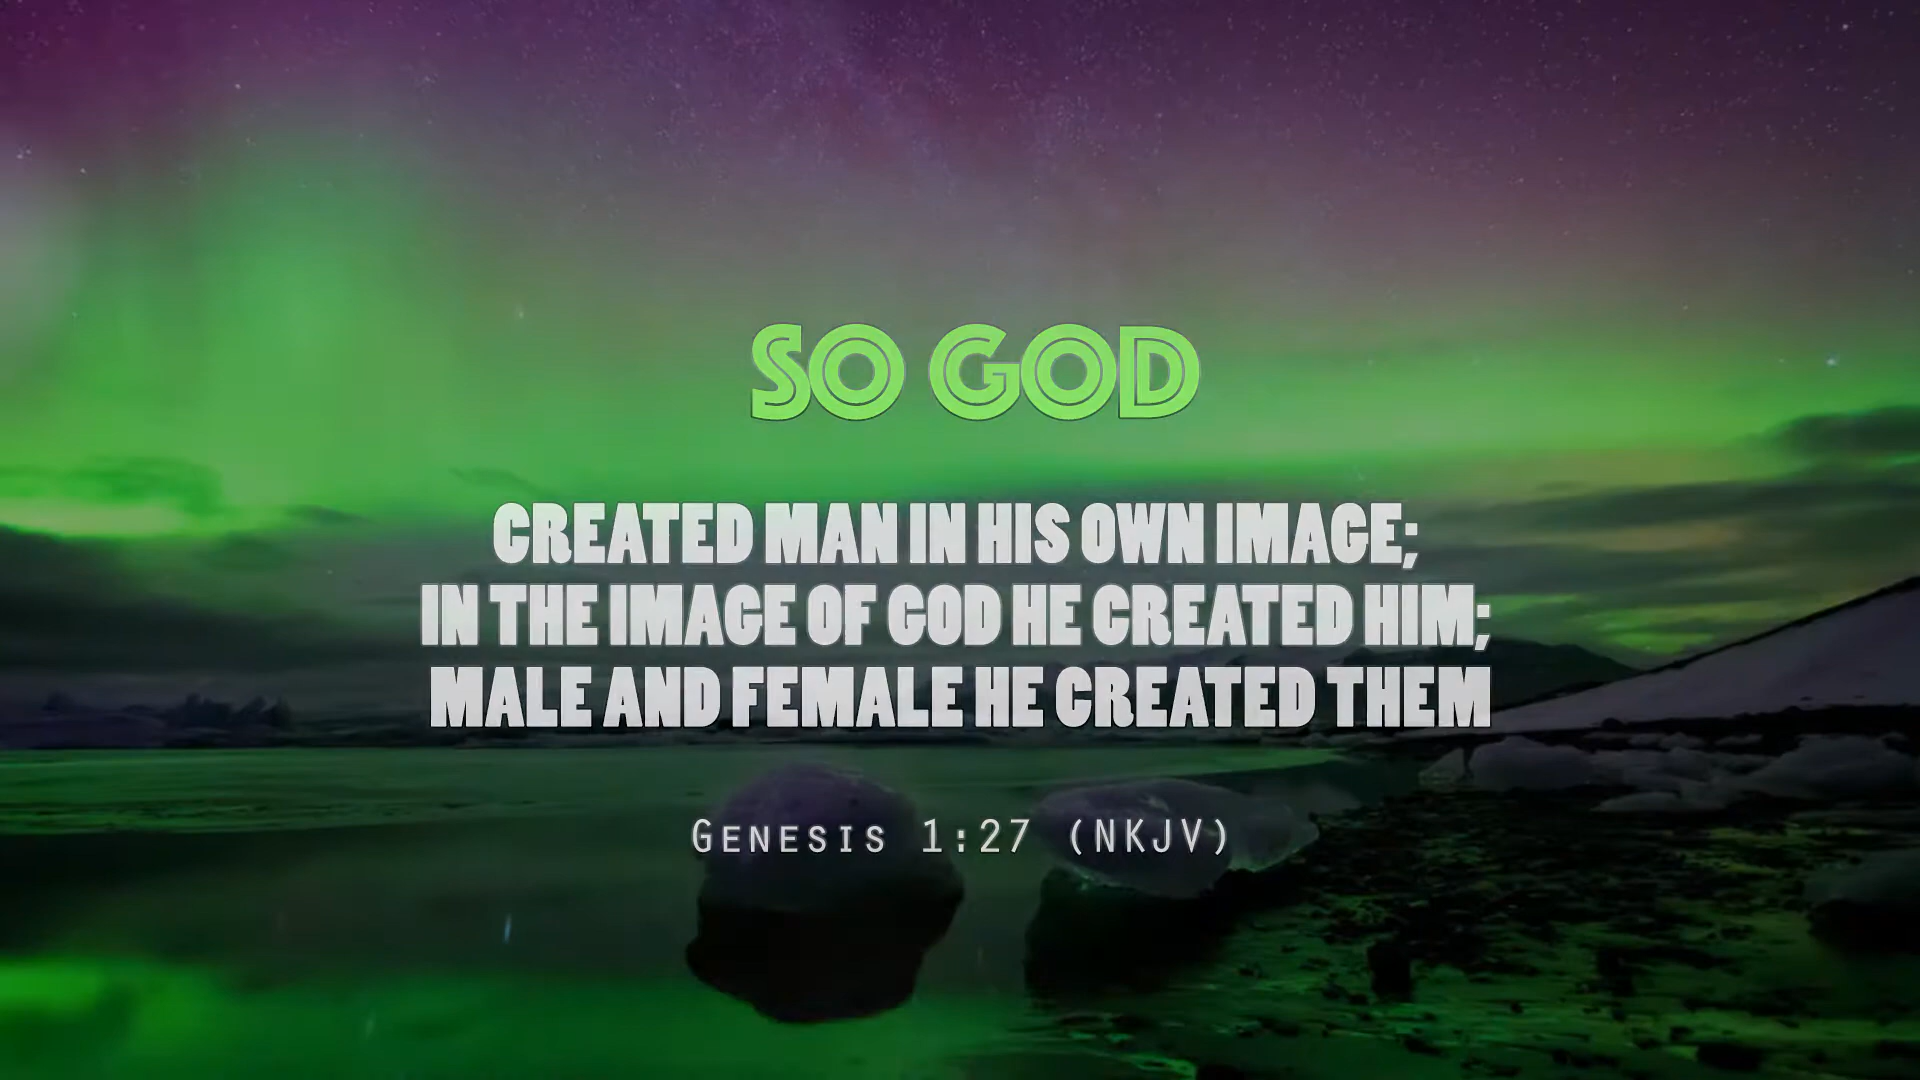 SO GOD
CREATED MAN IN HIS OWN IMAGE;
IN THE IMAGE OF GOD HE CREATED HIM;
MALE AND FEMALE HE CREATED THEM
Genesis 1:27 (NKJV)